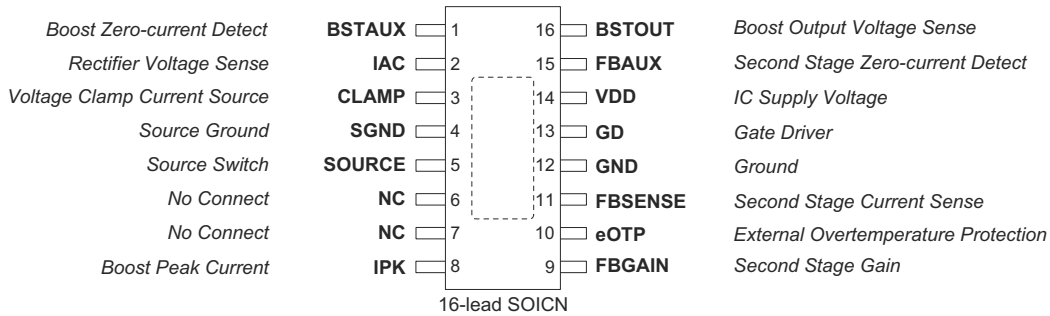 Boost Zero-current Detect BSTAUX 1 16 BSTOUT Boost Output Voltage Sense
Rectifier Voltage Sense IAC 2 15 FBAUX Second Stage Zero-current Detect
Voltage Clamp Current Source CLAMP 3 14 VDD IC Supply Voltage
Source Ground SGND 4 13 GD Gate Driver
Source Switch SOURCE 5 12 GND Ground
No Connect NC 6 11 FBSENSE Second Stage Current Sense
No Connect NC 7 10 eOTP External Overtemperature Protection
Boost Peak Current IPK 8 9 FBGAIN Second Stage Gain
16-lead SOICN